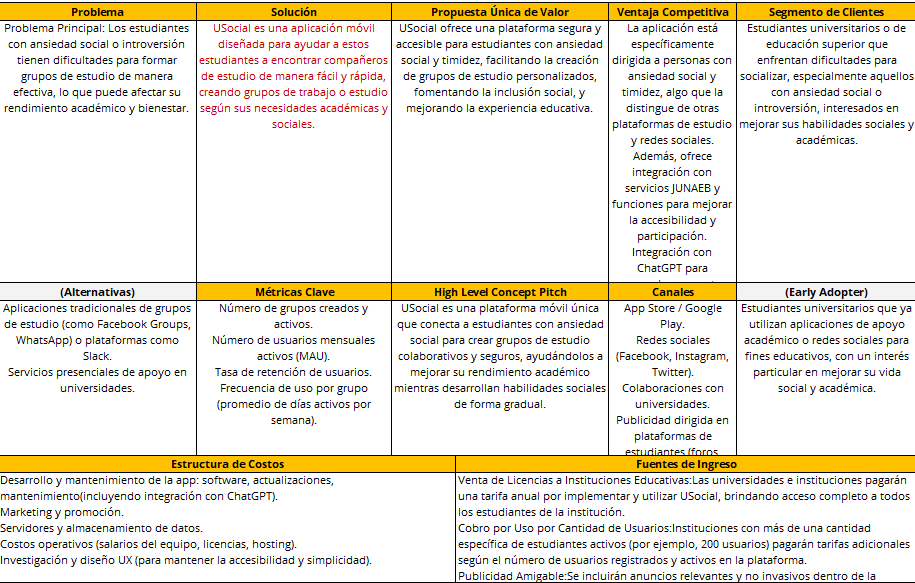 Problema
Problema Principal: Los estudiantes
con ansiedad social o introversión
tienen dificultades para formar
grupos de estudio de manera
efectiva, lo que puede afectar su
rendimiento académico y bienestar.
Solución
USocial es una aplicación móvil
diseñada para ayudar a estos
estudiantes a encontrar compañeros
de estudio de manera fácil y rápida,
creando grupos de trabajo o estudio
según sus necesidades académicas y
sociales.
Propuesta Única de Valor
USocial ofrece una plataforma segura y
accesible para estudiantes con ansiedad
social y timidez, facilitando la creación
de grupos de estudio personalizados,
fomentando la inclusión social, y
mejorando la experiencia educativa.
Ventaja Competitiva
La aplicación está
específicamente
dirigida a personas con
ansiedad social y
timidez, algo que la
distingue de otras
plataformas de estudio
y redes sociales.
Además, ofrece
integración con
servicios JUNAEB y
funciones para mejorar
la accesibilidad y
participación.
Integración con
ChatGPT para
Segmento de Clientes
Estudiantes universitarios o de
educación superior que
enfrentan dificultades para
socializar, especialmente aquellos
con ansiedad social o
introversión, interesados en
mejorar sus habilidades sociales y
académicas.
(Alternativas)
Aplicaciones tradicionales de grupos
de estudio (como Facebook Groups,
WhatsApp) o plataformas como
Slack.
Servicios presenciales de apoyo en
universidades.
Métricas Clave
Número de grupos creados y
activos.
Número de usuarios mensuales
activos (MAU).
Tasa de retención de usuarios.
Frecuencia de uso por grupo
(promedio de días activos por
semana).
High Level Concept Pitch
USocial es una plataforma móvil única
que conecta a estudiantes con ansiedad
social para crear grupos de estudio
colaborativos y seguros, ayudándolos a
mejorar su rendimiento académico
mientras desarrollan habilidades sociales
de forma gradual.
Canales
App Store / Google
Play.
Redes sociales
(Facebook, Instagram,
Twitter).
Colaboraciones con
universidades.
Publicidad dirigida en
plataformas de
estudiantes (foros
(Early Adopter)
Estudiantes universitarios que ya
utilizan aplicaciones de apoyo
académico o redes sociales para
fines educativos, con un interés
particular en mejorar su vida
social y académica.
Estructura de Costos
Desarrollo y mantenimiento de la app: software, actualizaciones,
mantenimiento(incluyendo integración con ChatGPT).
Marketing y promoción.
Servidores y almacenamiento de datos.
Costos operativos (salarios del equipo, licencias, hosting).
Investigación y diseño UX (para mantener la accesibilidad y simplicidad).
Fuentes de Ingreso
Venta de Licencias a Instituciones Educativas:Las universidades e instituciones pagarán
una tarifa anual por implementar y utilizar USocial, brindando acceso completo a todos
los estudiantes de la institución.
Cobro por Uso por Cantidad de Usuarios:Instituciones con más de una cantidad
específica de estudiantes activos (por ejemplo, 200 usuarios) pagarán tarifas adicionales
según el número de usuarios registrados y activos en la plataforma.
Publicidad Amigable:Se incluirán anuncios relevantes y no invasivos dentro de la